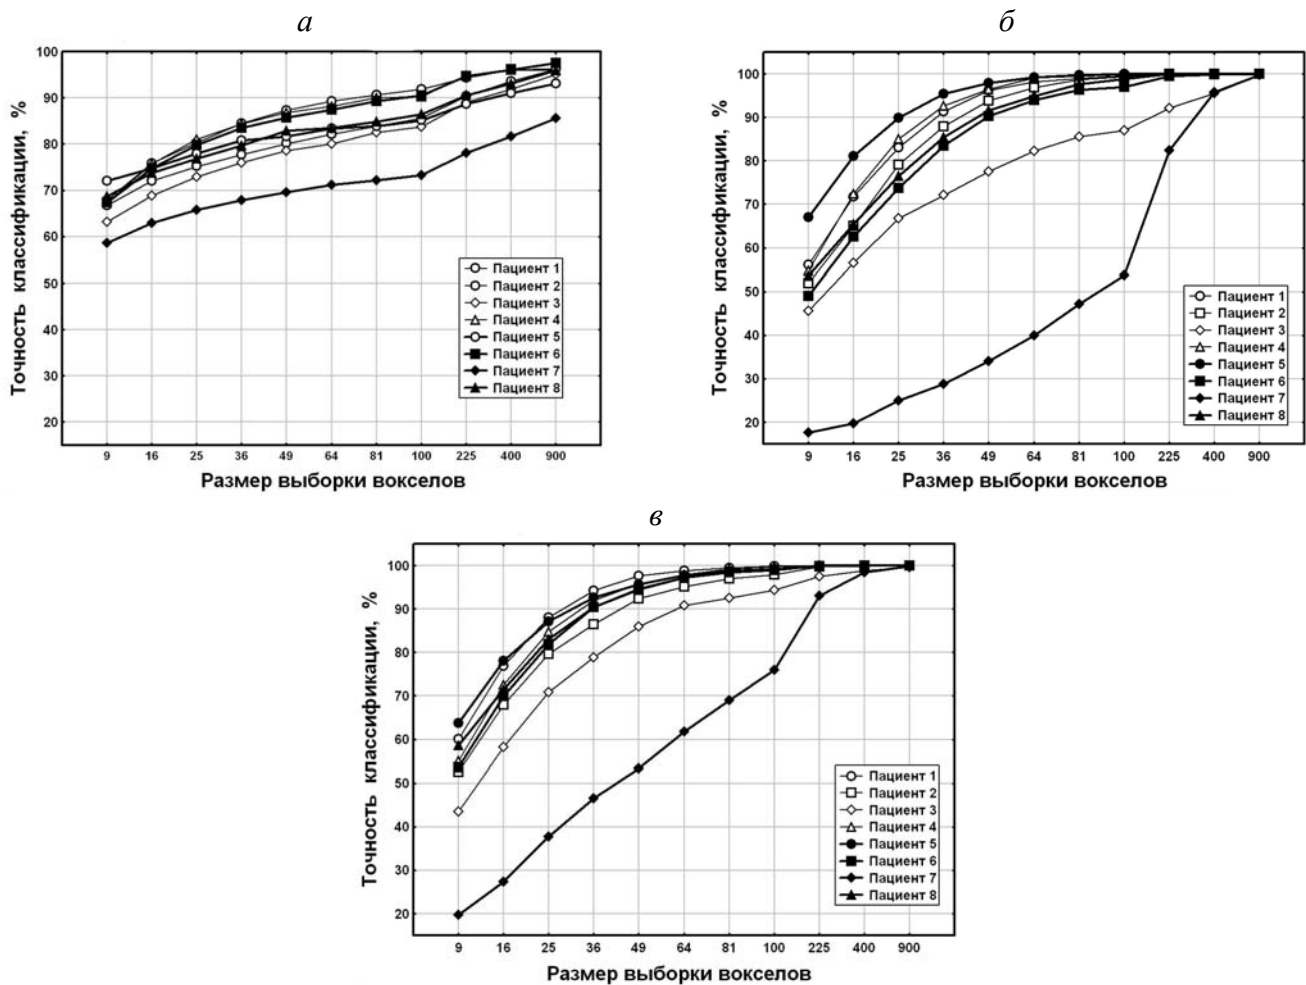 а
Точность классификации, %
100
90
80
70
60
50
40
30
20
9 16 25 36 49 64 81 100 225 400 900
Размер выборки вокселов
Пациент 1
Пациент 2
Пациент 3
Пациент 4
Пациент 5
Пациент 6
Пациент 7
Пациент 8
б
Точность классификации, %
100
90
80
70
60
50
40
30
20
9 16 25 36 49 64 81 100 225 400 900
Размер выборки вокселов
Пациент 1
Пациент 2
Пациент 3
Пациент 4
Пациент 5
Пациент 6
Пациент 7
Пациент 8
в
Точность классификации, %
100
90
80
70
60
50
40
30
20
9 16 25 36 49 64 81 100 225 400 900
Размер выборки вокселов
Пациент 1
Пациент 2
Пациент 3
Пациент 4
Пациент 5
Пациент 6
Пациент 7
Пациент 8